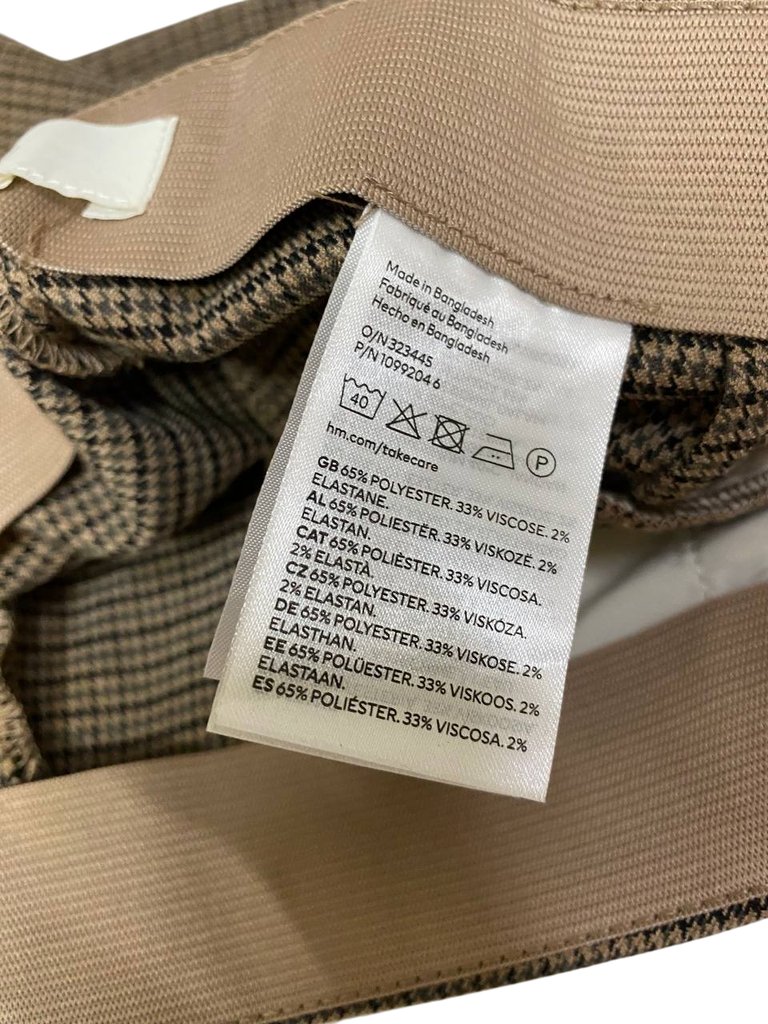 Made in Bangladesh
Fabriqué au Bangladesh
Hecho en Bangladesh
O/N 323445
P/N 1099204 6
40
P
hm.com/takecare
GB 65% POLYESTER. 33% VISCOSE. 2%
ELASTANE.
AL 65% POLIESTËR. 33% VISKOZË. 2%
ELASTAN.
CAT 65% POLIÈSTER. 33% VISCOSA.
2% ELASTÀ.
CZ 65% POLYESTER. 33% VISKÓZA.
2% ELASTAN.
DE 65% POLYESTER. 33% VISKOSE. 2%
ELASTHAN.
EE 65% POLÜESTER. 33% VISKOOS. 2%
ELASTAAN.
ES 65% POLIÉSTER. 33% VISCOSA. 2%